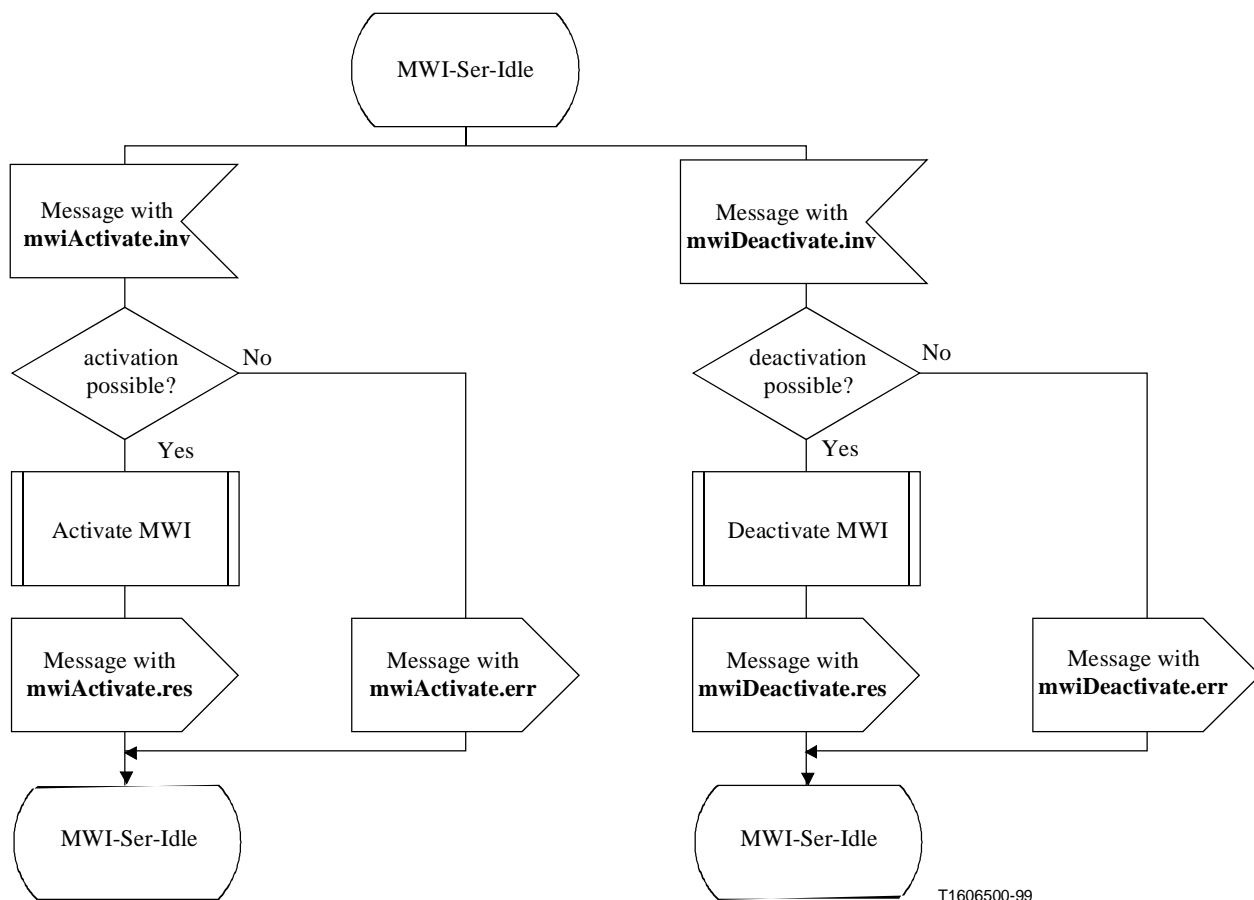 MWI-Ser-Idle
Message with
mwiActivate.inv
Message with
mwiDeactivate.inv
activation
possible?
No
Yes
deactivation
possible?
No
Yes
Activate MWI
Deactivate MWI
Message with
mwiActivate.res
Message with
mwiActivate.err
Message with
mwiDeactivate.res
Message with
mwiDeactivate.err
MWI-Ser-Idle
MWI-Ser-Idle
T1606500-99